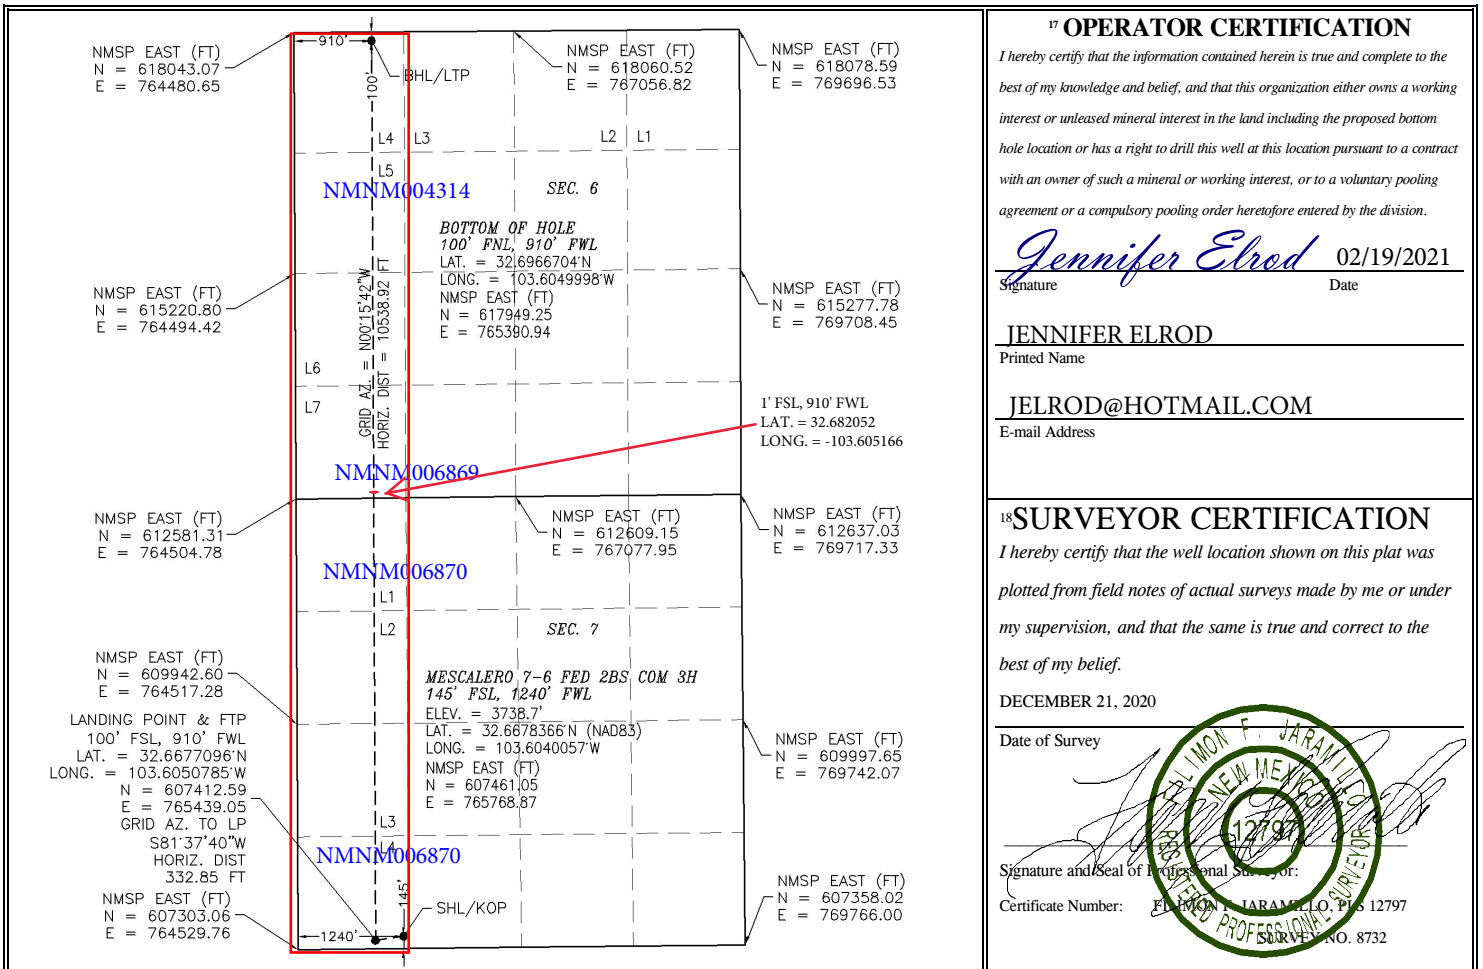 910'
NMSP EAST (FT)
N = 618043.07
E = 764480.65
BHL/LTP
100'
NMSP EAST (FT)
N = 618060.52
E = 767056.82
NMSP EAST (FT)
N = 618078.59
E = 769696.53
L4 L3 L2 L1
L5
NMNM004314
SEC. 6
BOTTOM OF HOLE
100' FNL, 910' FWL
LAT. = 32.6966704°N
LONG. = 103.6049998°W
NMSP EAST (FT)
N = 617949.25
E = 765390.94
NMSP EAST (FT)
N = 615220.80
E = 764494.42
NMSP EAST (FT)
N = 615277.78
E = 769708.45
GRID AZ. = N00°15'42"W
HORIZ. DIST = 10538.92 FT
L6
L7
1' FSL, 910' FWL
LAT. = 32.682052
LONG. = -103.605166
NMNM006869
NMSP EAST (FT)
N = 612581.31
E = 764504.78
NMSP EAST (FT)
N = 612609.15
E = 767077.95
NMSP EAST (FT)
N = 612637.03
E = 769717.33
NMNM006870
L1
L2
SEC. 7
NMSP EAST (FT)
N = 609942.60
E = 764517.28
MESCALERO 7-6 FED 2BS COM 3H
145' FSL, 1240' FWL
ELEV. = 3738.7'
LAT. = 32.6678366°N (NAD83)
LONG. = 103.6040057°W
NMSP EAST (FT)
N = 607461.05
E = 765768.87
NMSP EAST (FT)
N = 609997.65
E = 769742.07
LANDING POINT & FTP
100' FSL, 910' FWL
LAT. = 32.6677096°N
LONG. = 103.6050785°W
N = 607412.59
E = 765439.05
GRID AZ. TO LP
S81°37'40"W
HORIZ. DIST
332.85 FT
L3
L4
NMNM006870
145'
SHL/KOP
1240'
NMSP EAST (FT)
N = 607303.06
E = 764529.76
NMSP EAST (FT)
N = 607358.02
E = 769766.00
17 OPERATOR CERTIFICATION
I hereby certify that the information contained herein is true and complete to the
best of my knowledge and belief, and that this organization either owns a working
interest or unleased mineral interest in the land including the proposed bottom
hole location or has a right to drill this well at this location pursuant to a contract
with an owner of such a mineral or working interest, or to a voluntary pooling
agreement or a compulsory pooling order heretofore entered by the division.
Jennifer Elrod 02/19/2021
Signature Date
JENNIFER ELROD
Printed Name
JELROD@HOTMAIL.COM
E-mail Address
18 SURVEYOR CERTIFICATION
I hereby certify that the well location shown on this plat was
plotted from field notes of actual surveys made by me or under
my supervision, and that the same is true and correct to the
best of my belief.
DECEMBER 21, 2020
Date of Survey
FILIMON F. JARAMILLO
NEW MEXICO
12797
REGISTERED PROFESSIONAL SURVEYOR
Signature and Seal of Professional Surveyor:
Certificate Number: FILIMON F. JARAMILLO, PLS 12797
SURVEY NO. 8732